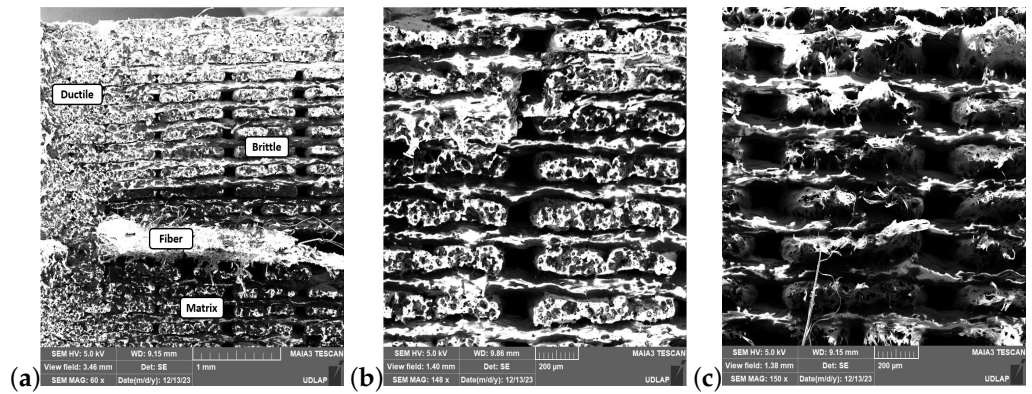 Ductile
Brittle
Fiber
Matrix
SEM HV: 5.0 kV WD: 9.15 mm MAIA3 TESCAN
View field: 3.46 mm Det: SE 1 mm
SEM MAG: 60 x Date(m/d/y): 12/13/23 UDLAP
(a)
SEM HV: 5.0 kV WD: 9.86 mm MAIA3 TESCAN
View field: 1.40 mm Det: SE 200 µm
SEM MAG: 148 x Date(m/d/y): 12/13/23 UDLAP
(b)
SEM HV: 5.0 kV WD: 9.15 mm MAIA3 TESCAN
View field: 1.38 mm Det: SE 200 µm
SEM MAG: 150 x Date(m/d/y): 12/13/23 UDLAP
(c)